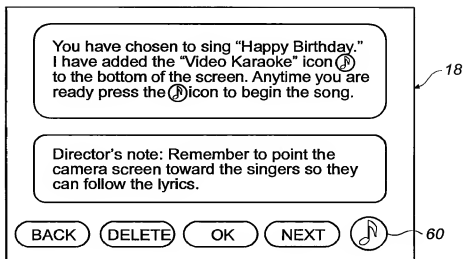 You have chosen to sing “Happy Birthday.”
I have added the “Video Karaoke” icon
to the bottom of the screen. Anytime you are
ready press the icon to begin the song.
18
Director's note: Remember to point the
camera screen toward the singers so they
can follow the lyrics.
BACK DELETE OK NEXT 60